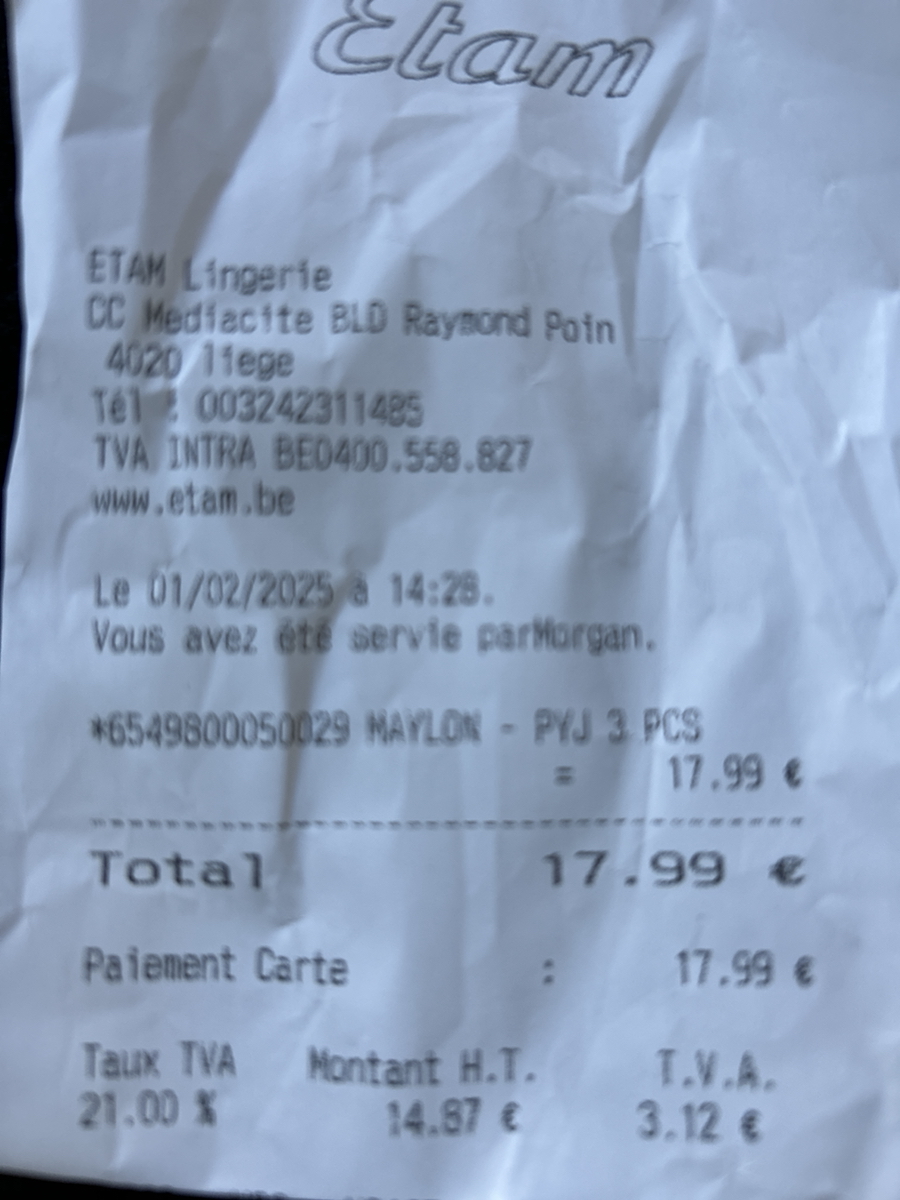 Etam
ETAM Lingerie
CC Mediacite BLD Raymond Poin
4020 liege
Tél : 003242311485
TVA INTRA BE0400.558.827
www.etam.be
Le 01/02/2025 à 14:28.
Vous avez été servie parMorgan.
*6549800050029 MAYLON - PYJ 3 PCS
= 17.99 €
Total 17.99 €
Paiement Carte : 17.99 €
Taux TVA Montant H.T. T.V.A.
21.00 % 14.87 € 3.12 €